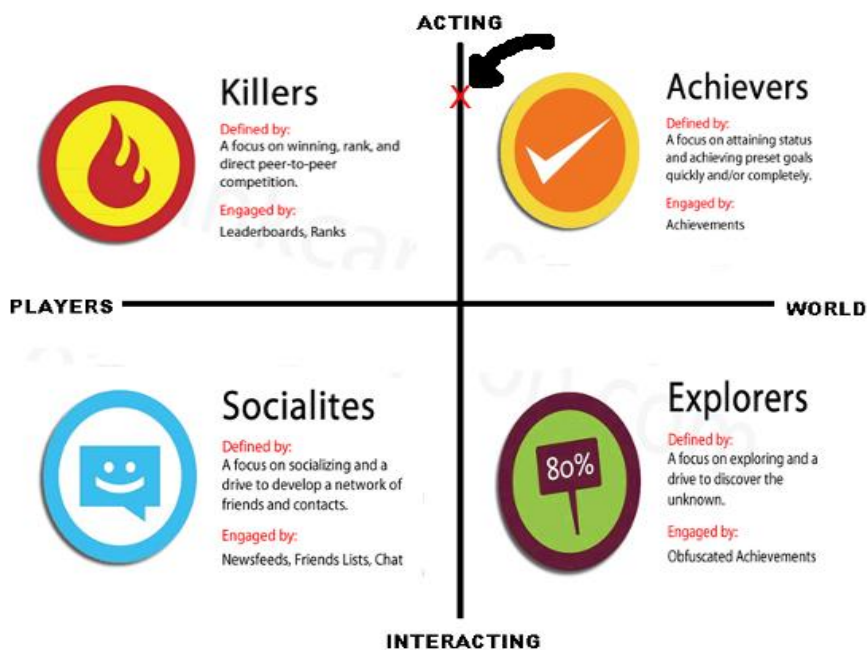 ACTING
Killers
Defined by:
A focus on winning, rank, and
direct peer-to-peer
competition.
Engaged by:
Leaderboards, Ranks
X
Achievers
Defined by:
A focus on attaining status
and achieving preset goals
quickly and/or completely.
Engaged by:
Achievements
PLAYERS
WORLD
Socialites
Defined by:
A focus on socializing and a
drive to develop a network of
friends and contacts.
Engaged by:
Newsfeeds, Friends Lists, Chat
80%
Explorers
Defined by:
A focus on exploring and a
drive to discover the
unknown.
Engaged by:
Obfuscated Achievements
INTERACTING